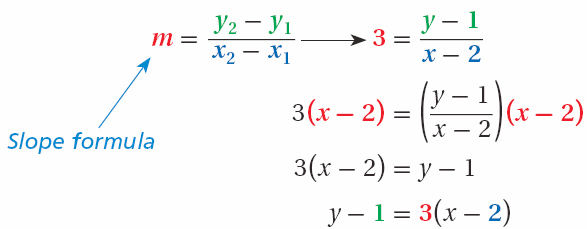 m = (y₂ − y₁)/(x₂ − x₁) → 3 = (y − 1)/(x − 2)
3(x − 2) = ((y − 1)/(x − 2))(x − 2)
Slope formula
3(x − 2) = y − 1
y − 1 = 3(x − 2)